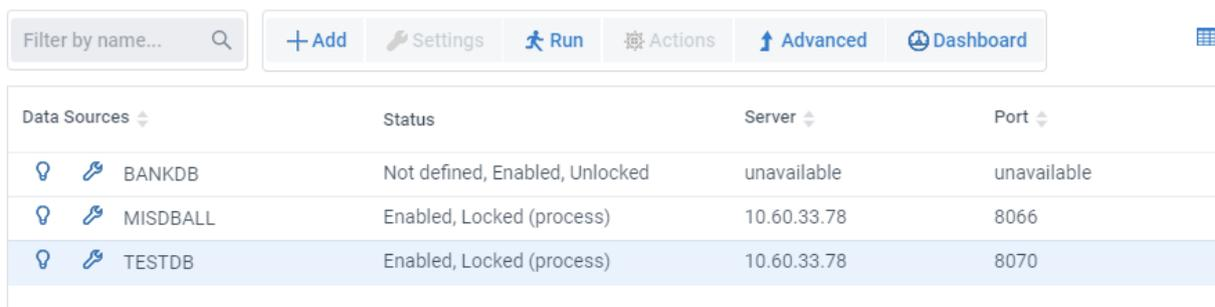 Filter by name... Add Settings Run Actions Advanced Dashboard
Data Sources Status Server Port
BANKDB Not defined, Enabled, Unlocked unavailable unavailable
MISDBALL Enabled, Locked (process) 10.60.33.78 8066
TESTDB Enabled, Locked (process) 10.60.33.78 8070